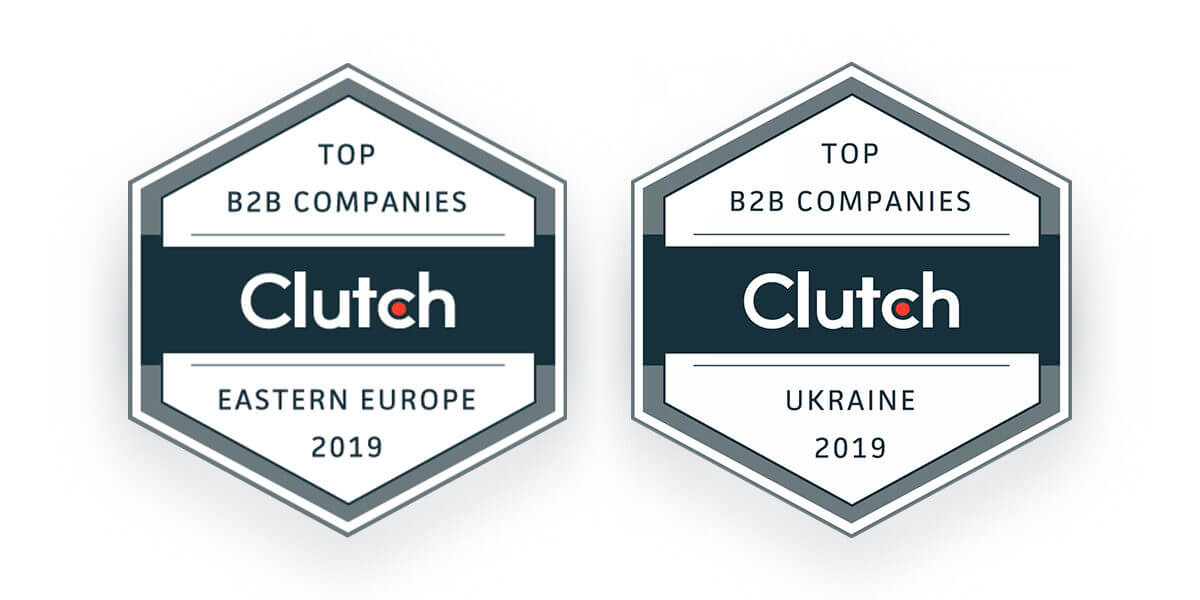 TOP
B2B COMPANIES
Clutch
EASTERN EUROPE
2019
TOP
B2B COMPANIES
Clutch
UKRAINE
2019